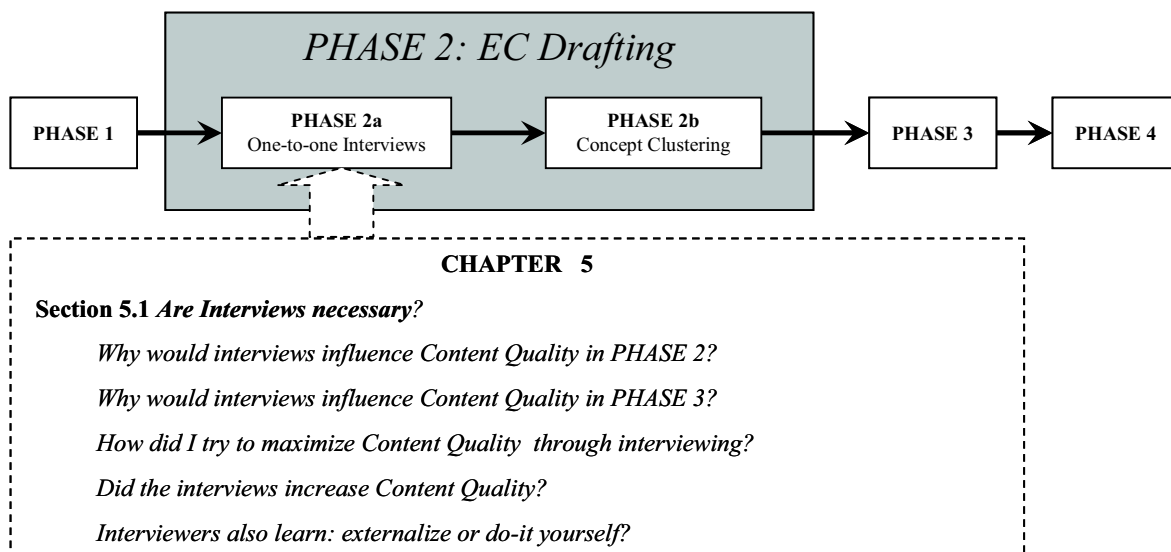 PHASE 2: EC Drafting
PHASE 1
PHASE 2a
One-to-one Interviews
PHASE 2b
Concept Clustering
PHASE 3
PHASE 4
CHAPTER 5
Section 5.1 Are Interviews necessary?
Why would interviews influence Content Quality in PHASE 2?
Why would interviews influence Content Quality in PHASE 3?
How did I try to maximize Content Quality through interviewing?
Did the interviews increase Content Quality?
Interviewers also learn: externalize or do-it yourself?